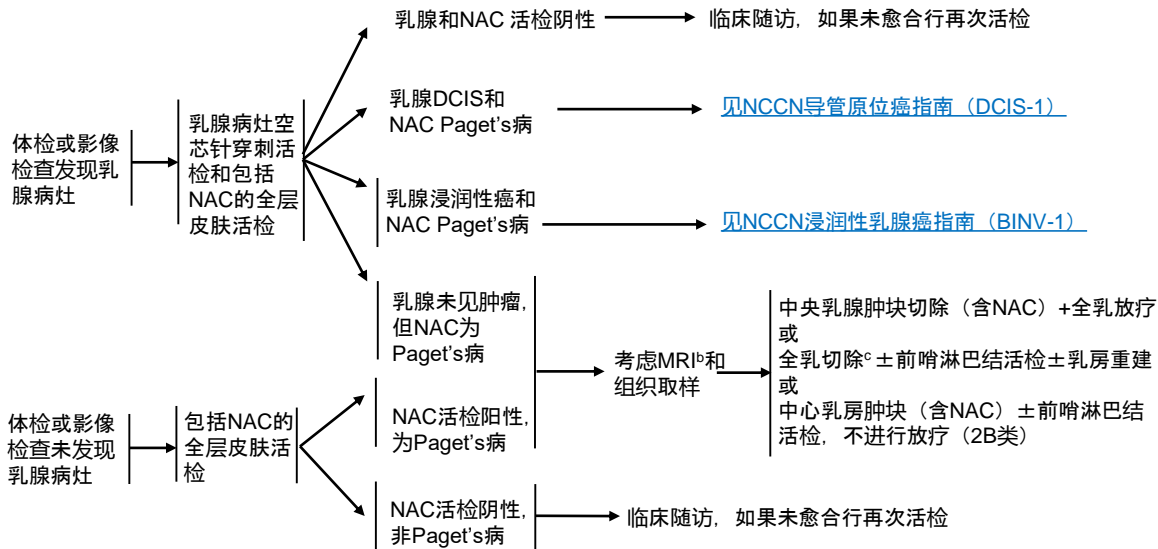 乳腺和NAC 活检阴性
临床随访，如果未愈合行再次活检
体检或影像
检查发现乳
腺病灶
乳腺病灶空
芯针穿刺活
检和包括
NAC的全层
皮肤活检
乳腺DCIS和
NAC Paget's病
见NCCN导管原位癌指南（DCIS-1）
乳腺浸润性癌和
NAC Paget's病
见NCCN浸润性乳腺癌指南（BINV-1）
乳腺未见肿瘤，
但NAC为
Paget's病
体检或影像
检查未发现
乳腺病灶
包括NAC的
全层皮肤活
检
NAC活检阳性，
为Paget's病
考虑MRIᵇ和
组织取样
中央乳腺肿块切除（含NAC）+全乳放疗
或
全乳切除ᶜ ±前哨淋巴结活检±乳房重建
或
中心乳房肿块（含NAC）±前哨淋巴结
活检，不进行放疗（2B类）
NAC活检阴性，
非Paget's病
临床随访，如果未愈合行再次活检